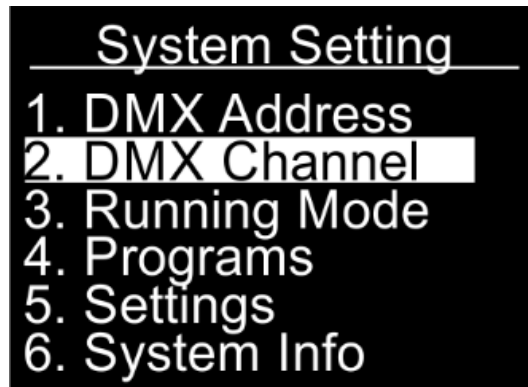 System Setting
1. DMX Address
2. DMX Channel
3. Running Mode
4. Programs
5. Settings
6. System Info